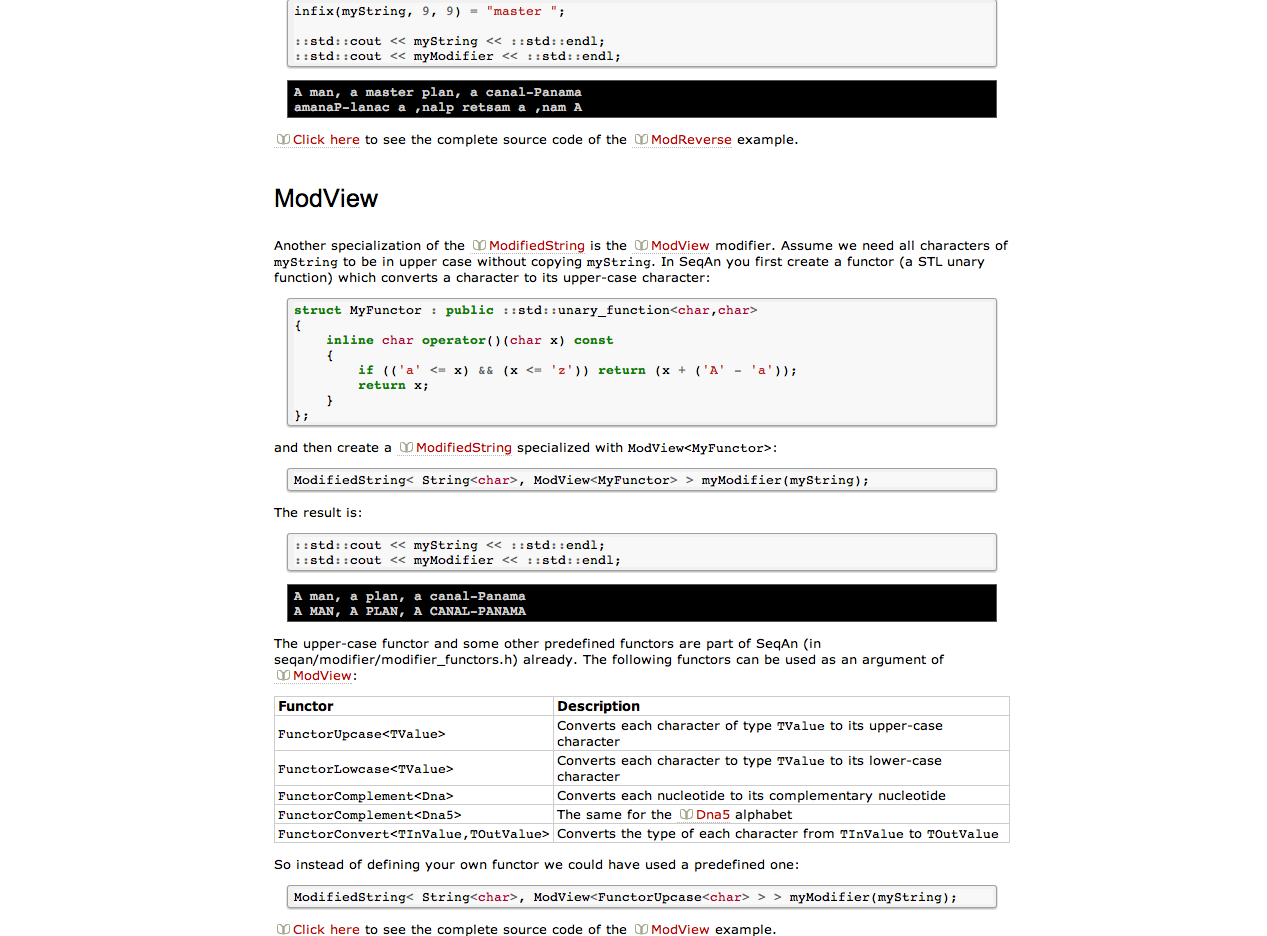 infix(myString, 9, 9) = "master ";
::std::cout << myString << ::std::endl;
::std::cout << myModifier << ::std::endl;
A man, a master plan, a canal-Panama
amanaP-lanac a ,nalp retsam a ,nam A
Click here to see the complete source code of the ModReverse example.
ModView
Another specialization of the ModifiedString is the ModView modifier. Assume we need all characters of
myString to be in upper case without copying myString. In SeqAn you first create a functor (a STL unary
function) which converts a character to its upper-case character:
struct MyFunctor : public ::std::unary_function<char,char>
{
    inline char operator()(char x) const
    {
        if (('a' <= x) && (x <= 'z')) return (x + ('A' - 'a'));
        return x;
    }
};
and then create a ModifiedString specialized with ModView<MyFunctor>:
ModifiedString< String<char>, ModView<MyFunctor> > myModifier(myString);
The result is:
::std::cout << myString << ::std::endl;
::std::cout << myModifier << ::std::endl;
A man, a plan, a canal-Panama
A MAN, A PLAN, A CANAL-PANAMA
The upper-case functor and some other predefined functors are part of SeqAn (in
seqan/modifier/modifier_functors.h) already. The following functors can be used as an argument of
ModView:
Functor Description
FunctorUpcase<TValue> Converts each character of type TValue to its upper-case
character
FunctorLowcase<TValue> Converts each character to type TValue to its lower-case
character
FunctorComplement<Dna> Converts each nucleotide to its complementary nucleotide
FunctorComplement<Dna5> The same for the Dna5 alphabet
FunctorConvert<TInValue,TOutValue> Converts the type of each character from TInValue to TOutValue
So instead of defining your own functor we could have used a predefined one:
ModifiedString< String<char>, ModView<FunctorUpcase<char> > > myModifier(myString);
Click here to see the complete source code of the ModView example.